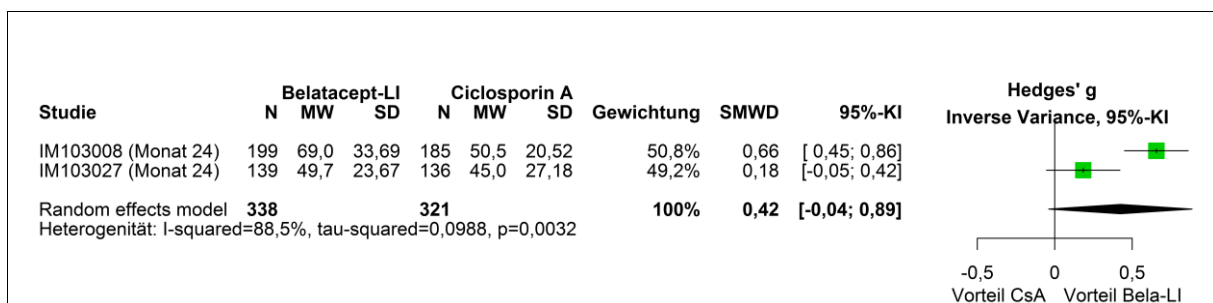 Belatacept-LI Ciclosporin A Hedges' g
Studie N MW SD N MW SD Gewichtung SMWD 95%-KI Inverse Variance, 95%-KI
IM103008 (Monat 24) 199 69,0 33,69 185 50,5 20,52 50,8% 0,66 [ 0,45; 0,86]
IM103027 (Monat 24) 139 49,7 23,67 136 45,0 27,18 49,2% 0,18 [-0,05; 0,42]
Random effects model 338 321 100% 0,42 [-0,04; 0,89]
Heterogenität: I-squared=88,5%, tau-squared=0,0988, p=0,0032
-0,5 0 0,5
Vorteil CsA Vorteil Bela-LI